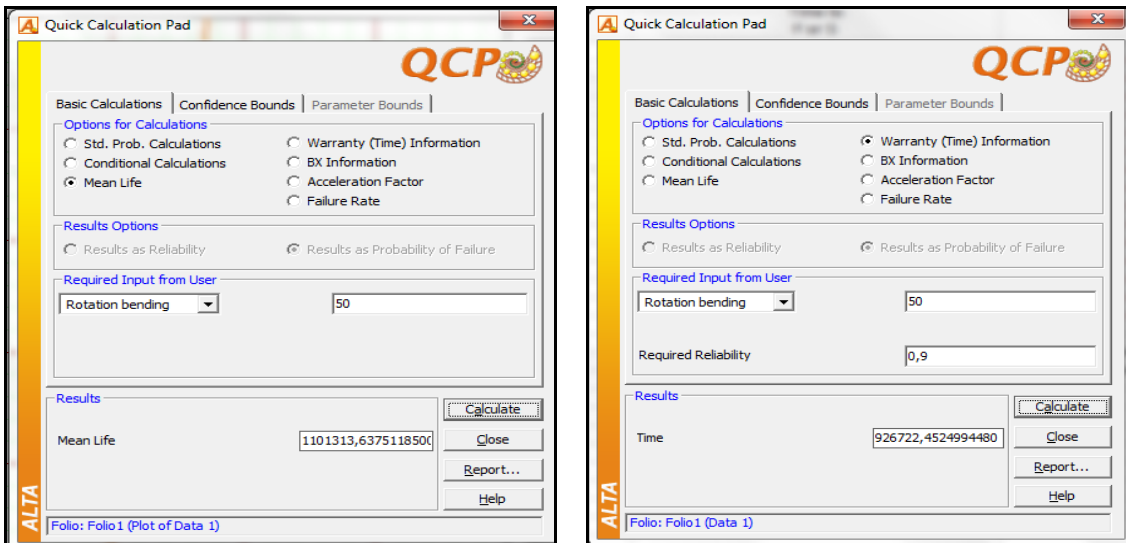 Quick Calculation Pad
QCP
Basic Calculations
Confidence Bounds
Parameter Bounds
Options for Calculations
Std. Prob. Calculations
Warranty (Time) Information
Conditional Calculations
BX Information
Mean Life
Acceleration Factor
Failure Rate
Results Options
Results as Reliability
Results as Probability of Failure
Required Input from User
Rotation bending
50
Results
Mean Life
1101313,6375118500
Calculate
Close
Report...
Help
ALTA
Folio: Folio1 (Plot of Data 1)
Quick Calculation Pad
QCP
Basic Calculations
Confidence Bounds
Parameter Bounds
Options for Calculations
Std. Prob. Calculations
Warranty (Time) Information
Conditional Calculations
BX Information
Mean Life
Acceleration Factor
Failure Rate
Results Options
Results as Reliability
Results as Probability of Failure
Required Input from User
Rotation bending
50
Required Reliability
0,9
Results
Time
926722,4524994480
Calculate
Close
Report...
Help
ALTA
Folio: Folio1 (Data 1)